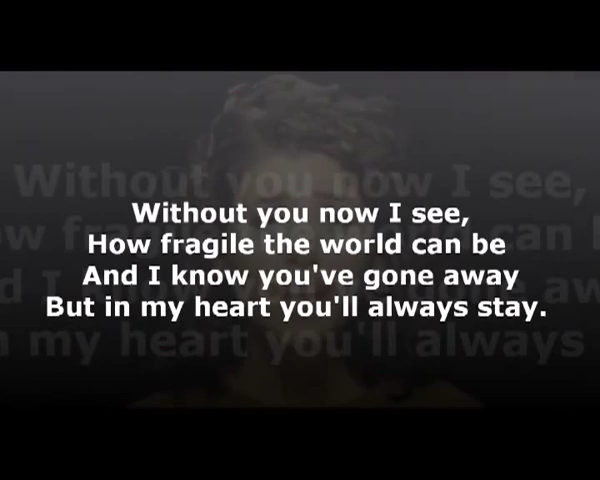 Without you now I see,
How fragile the world can be
And I know you've gone away
But in my heart you'll always stay.